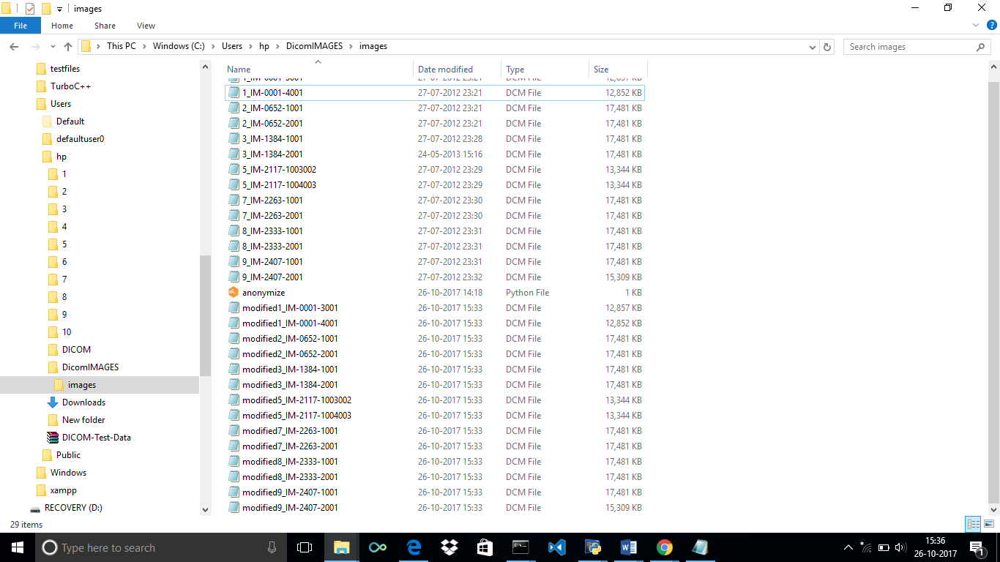 images
File Home Share View
This PC Windows (C:) Users hp DicomIMAGES images
Search images
testfiles
TurboC++
Users
Default
defaultuser0
hp
1
2
3
4
5
6
7
8
9
10
DICOM
DicomIMAGES
images
Downloads
New folder
DICOM-Test-Data
Public
Windows
xampp
RECOVERY (D:)
Name Date modified Type Size
1_IM-0001-3001 27-07-2012 23:21 DCM File 12,857 KB
1_IM-0001-4001 27-07-2012 23:21 DCM File 12,852 KB
2_IM-0652-1001 27-07-2012 23:21 DCM File 17,481 KB
2_IM-0652-2001 27-07-2012 23:21 DCM File 17,481 KB
3_IM-1384-1001 27-07-2012 23:28 DCM File 17,481 KB
3_IM-1384-2001 24-05-2013 15:16 DCM File 17,481 KB
5_IM-2117-1003002 27-07-2012 23:29 DCM File 13,344 KB
5_IM-2117-1004003 27-07-2012 23:29 DCM File 13,344 KB
7_IM-2263-1001 27-07-2012 23:30 DCM File 17,481 KB
7_IM-2263-2001 27-07-2012 23:30 DCM File 17,481 KB
8_IM-2333-1001 27-07-2012 23:31 DCM File 17,481 KB
8_IM-2333-2001 27-07-2012 23:31 DCM File 17,481 KB
9_IM-2407-1001 27-07-2012 23:31 DCM File 17,481 KB
9_IM-2407-2001 27-07-2012 23:32 DCM File 15,309 KB
anonymize 26-10-2017 14:18 Python File 1 KB
modified1_IM-0001-3001 26-10-2017 15:33 DCM File 12,857 KB
modified1_IM-0001-4001 26-10-2017 15:33 DCM File 12,852 KB
modified2_IM-0652-1001 26-10-2017 15:33 DCM File 17,481 KB
modified2_IM-0652-2001 26-10-2017 15:33 DCM File 17,481 KB
modified3_IM-1384-1001 26-10-2017 15:33 DCM File 17,481 KB
modified3_IM-1384-2001 26-10-2017 15:33 DCM File 17,481 KB
modified5_IM-2117-1003002 26-10-2017 15:33 DCM File 13,344 KB
modified5_IM-2117-1004003 26-10-2017 15:33 DCM File 13,344 KB
modified7_IM-2263-1001 26-10-2017 15:33 DCM File 17,481 KB
modified7_IM-2263-2001 26-10-2017 15:33 DCM File 17,481 KB
modified8_IM-2333-1001 26-10-2017 15:33 DCM File 17,481 KB
modified8_IM-2333-2001 26-10-2017 15:33 DCM File 17,481 KB
modified9_IM-2407-1001 26-10-2017 15:33 DCM File 17,481 KB
modified9_IM-2407-2001 26-10-2017 15:33 DCM File 15,309 KB
29 items
Type here to search
15:36
26-10-2017
1